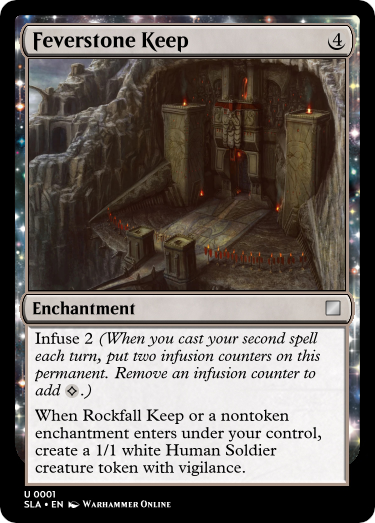 Feverstone Keep 4
Enchantment
Infuse 2 (When you cast your second spell
each turn, put two infusion counters on this
permanent. Remove an infusion counter to
add ◇.)
When Rockfall Keep or a nontoken
enchantment enters under your control,
create a 1/1 white Human Soldier
creature token with vigilance.
U 0001
SLA • EN Warhammer Online